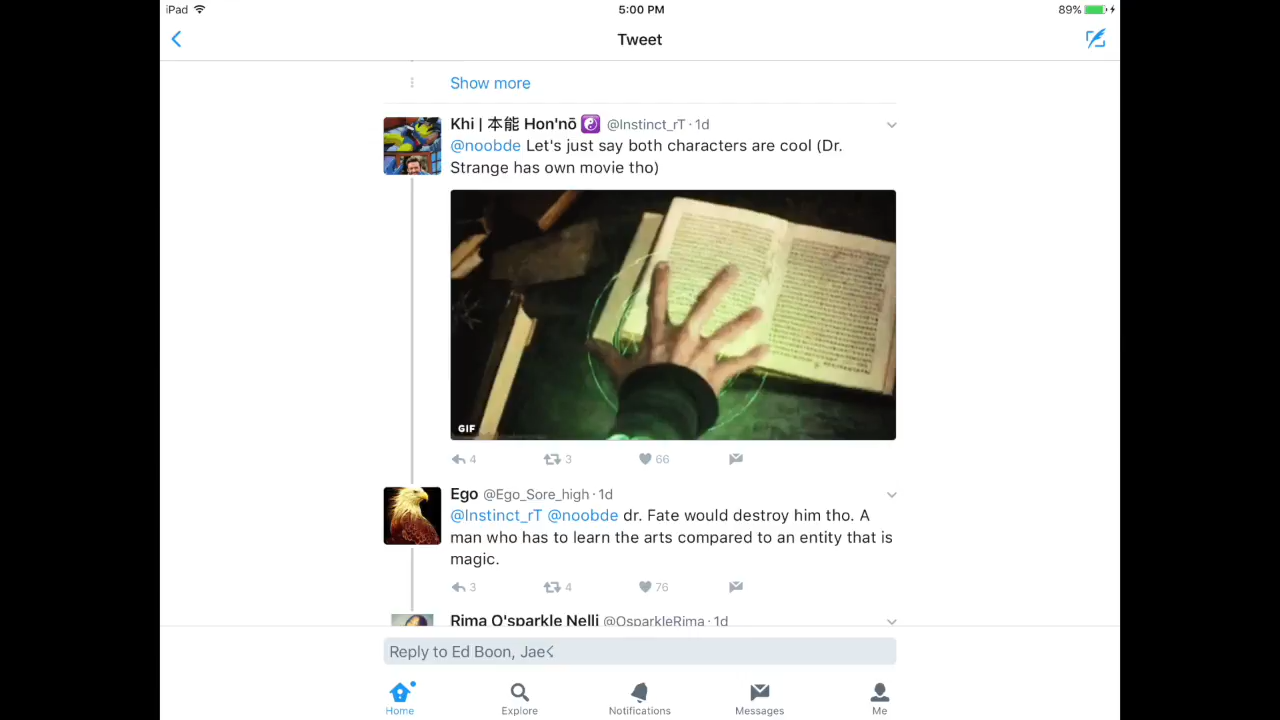 iPad 5:00 PM 89%
Tweet
Show more
Khi | 本能 Hon'nō ☯ @Instinct_rT · 1d
@noobde Let's just say both characters are cool (Dr.
Strange has own movie tho)
GIF
4 3 66
Ego @Ego_Sore_high · 1d
@Instinct_rT @noobde dr. Fate would destroy him tho. A
man who has to learn the arts compared to an entity that is
magic.
3 4 76
Rima O'sparkle Nelli @OsparkleRima · 1d
Reply to Ed Boon, Jae☇
Home Explore Notifications Messages Me